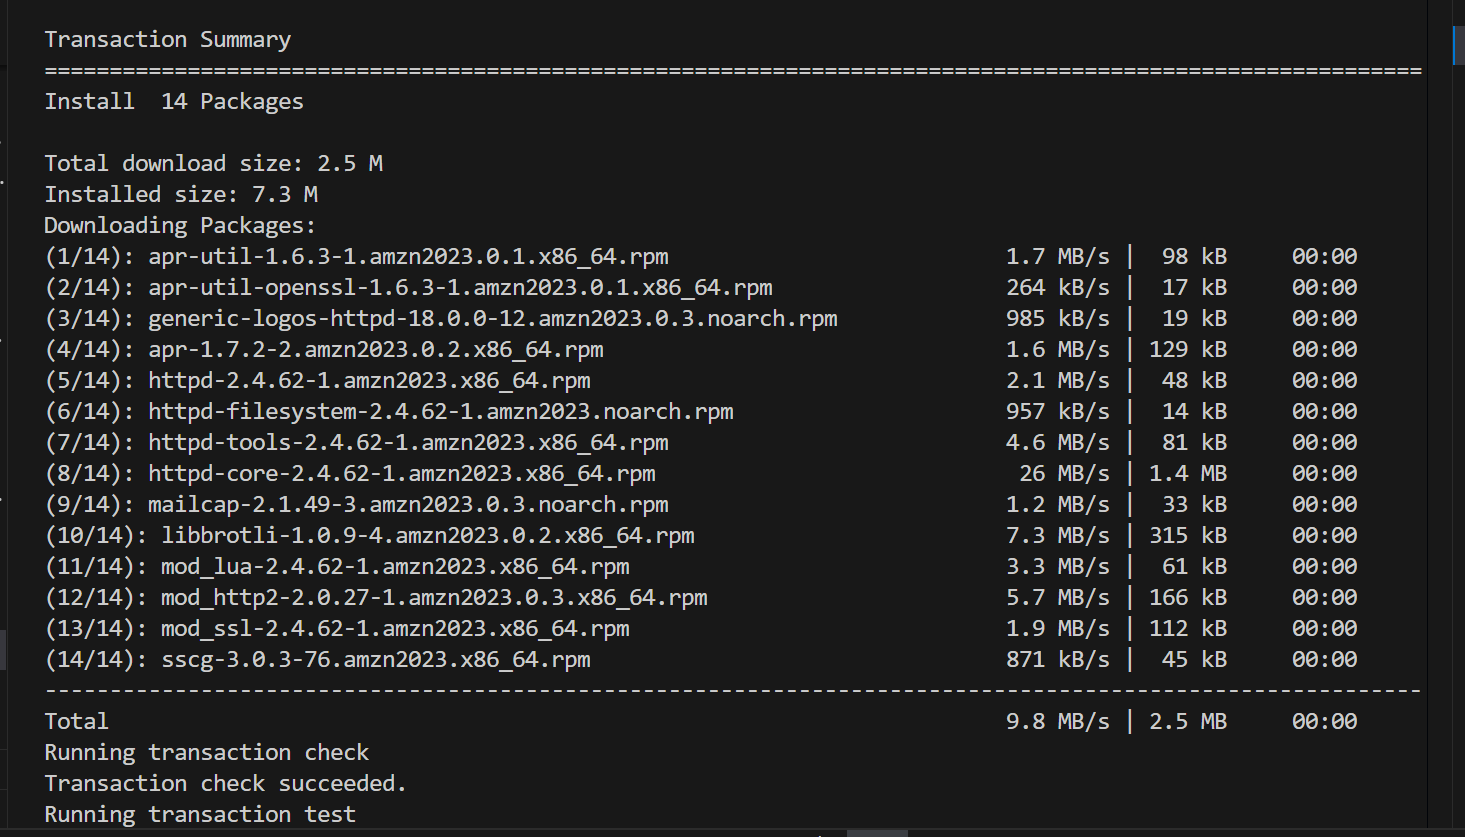 Transaction Summary
==========================================================================================================
Install  14 Packages
Total download size: 2.5 M
Installed size: 7.3 M
Downloading Packages:
(1/14): apr-util-1.6.3-1.amzn2023.0.1.x86_64.rpm                          1.7 MB/s |  98 kB     00:00
(2/14): apr-util-openssl-1.6.3-1.amzn2023.0.1.x86_64.rpm                  264 kB/s |  17 kB     00:00
(3/14): generic-logos-httpd-18.0.0-12.amzn2023.0.3.noarch.rpm             985 kB/s |  19 kB     00:00
(4/14): apr-1.7.2-2.amzn2023.0.2.x86_64.rpm                               1.6 MB/s | 129 kB     00:00
(5/14): httpd-2.4.62-1.amzn2023.x86_64.rpm                                2.1 MB/s |  48 kB     00:00
(6/14): httpd-filesystem-2.4.62-1.amzn2023.noarch.rpm                     957 kB/s |  14 kB     00:00
(7/14): httpd-tools-2.4.62-1.amzn2023.x86_64.rpm                          4.6 MB/s |  81 kB     00:00
(8/14): httpd-core-2.4.62-1.amzn2023.x86_64.rpm                            26 MB/s | 1.4 MB     00:00
(9/14): mailcap-2.1.49-3.amzn2023.0.3.noarch.rpm                          1.2 MB/s |  33 kB     00:00
(10/14): libbrotli-1.0.9-4.amzn2023.0.2.x86_64.rpm                        7.3 MB/s | 315 kB     00:00
(11/14): mod_lua-2.4.62-1.amzn2023.x86_64.rpm                             3.3 MB/s |  61 kB     00:00
(12/14): mod_http2-2.0.27-1.amzn2023.0.3.x86_64.rpm                       5.7 MB/s | 166 kB     00:00
(13/14): mod_ssl-2.4.62-1.amzn2023.x86_64.rpm                             1.9 MB/s | 112 kB     00:00
(14/14): sscg-3.0.3-76.amzn2023.x86_64.rpm                                871 kB/s |  45 kB     00:00
----------------------------------------------------------------------------------------------------------
Total                                                                     9.8 MB/s | 2.5 MB     00:00
Running transaction check
Transaction check succeeded.
Running transaction test